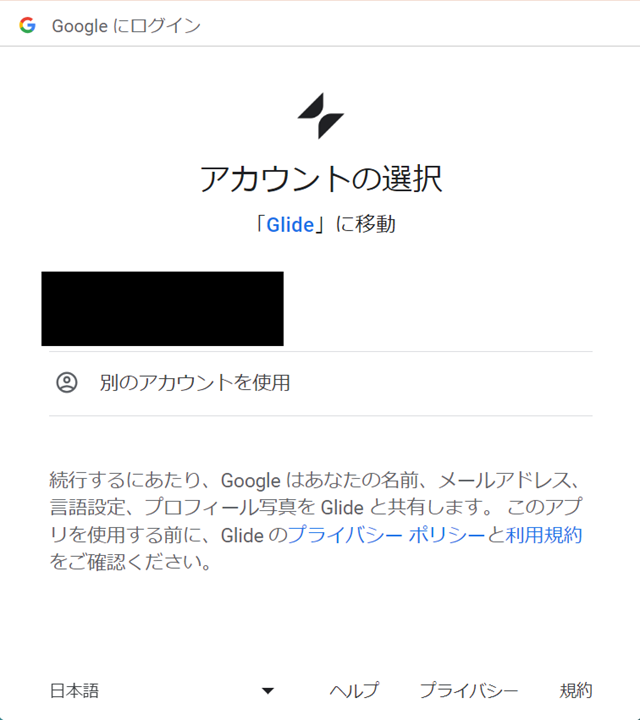 Google にログイン
アカウントの選択
「Glide」に移動
別のアカウントを使用
続行するにあたり、Google はあなたの名前、メールアドレス、
言語設定、プロフィール写真を Glide と共有します。 このアプ
リを使用する前に、Glide のプライバシー ポリシーと利用規約
をご確認ください。
日本語 ヘルプ プライバシー 規約